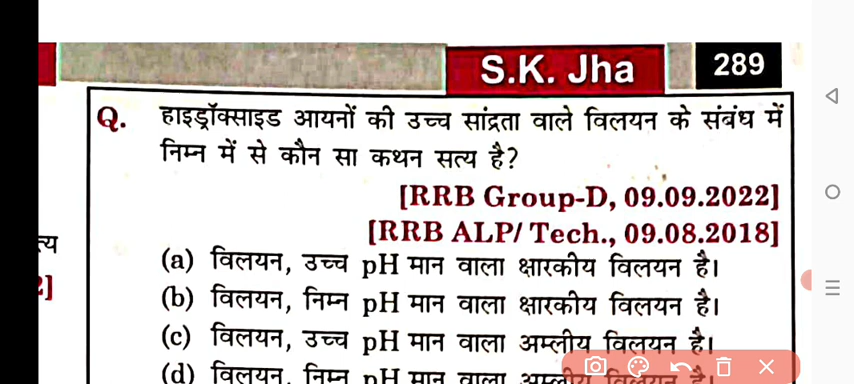 S.K. Jha 289
Q. हाइड्रॉक्साइड आयनों की उच्च सांद्रता वाले विलयन के संबंध में
निम्न में से कौन सा कथन सत्य है?
[RRB Group-D, 09.09.2022]
[RRB ALP/ Tech., 09.08.2018]
(a) विलयन, उच्च pH मान वाला क्षारकीय विलयन है।
(b) विलयन, निम्न pH मान वाला क्षारकीय विलयन है।
(c) विलयन, उच्च pH मान वाला अम्लीय विलयन है।
(d) विलयन, निम्न pH मान वाला